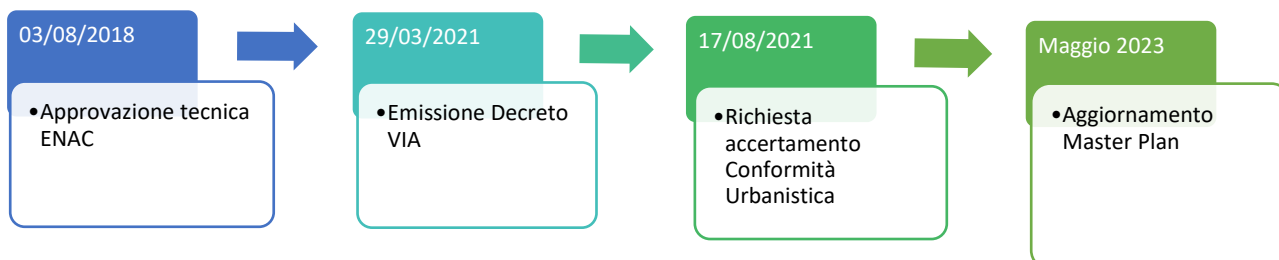 03/08/2018
•Approvazione tecnica
ENAC
29/03/2021
•Emissione Decreto
VIA
17/08/2021
•Richiesta
accertamento
Conformità
Urbanistica
Maggio 2023
•Aggiornamento
Master Plan